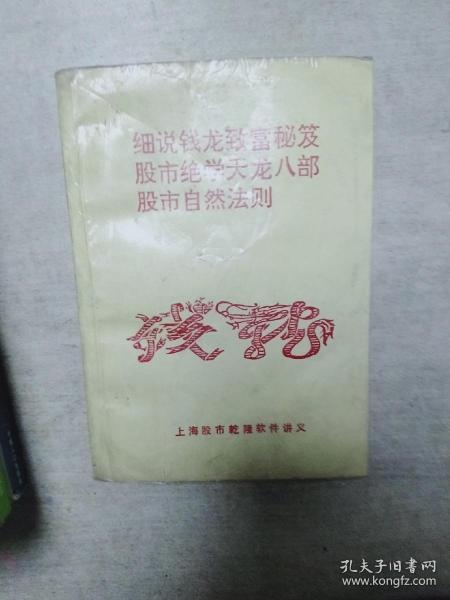 细说钱龙致富秘笈
股市绝学天龙八部
股市自然法则
钱龙
上海股市乾隆软件讲义
孔夫子旧书网
www.kongfz.com